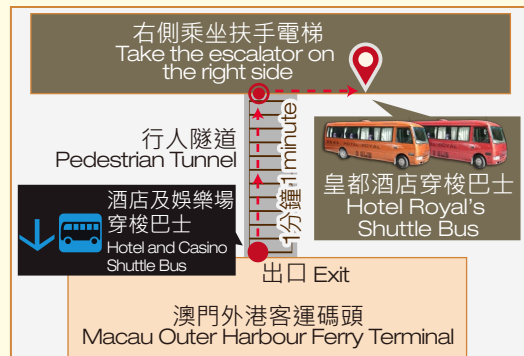 右側乘坐扶手電梯
Take the escalator on
the right side
行人隧道
Pedestrian Tunnel
1分鐘 1 minute
皇都酒店穿梭巴士
Hotel Royal's
Shuttle Bus
酒店及娛樂場
穿梭巴士
Hotel and Casino
Shuttle Bus
出口 Exit
澳門外港客運碼頭
Macau Outer Harbour Ferry Terminal